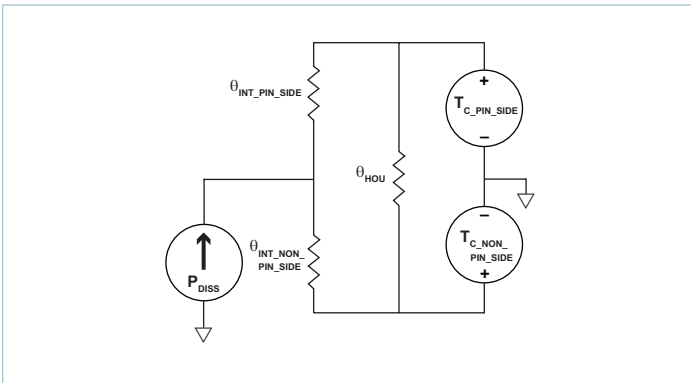 θINT_PIN_SIDE
+
TC_PIN_SIDE
–
θHOU
–
TC_NON_
PIN_SIDE
+
θINT_NON_
PIN_SIDE
PDISS